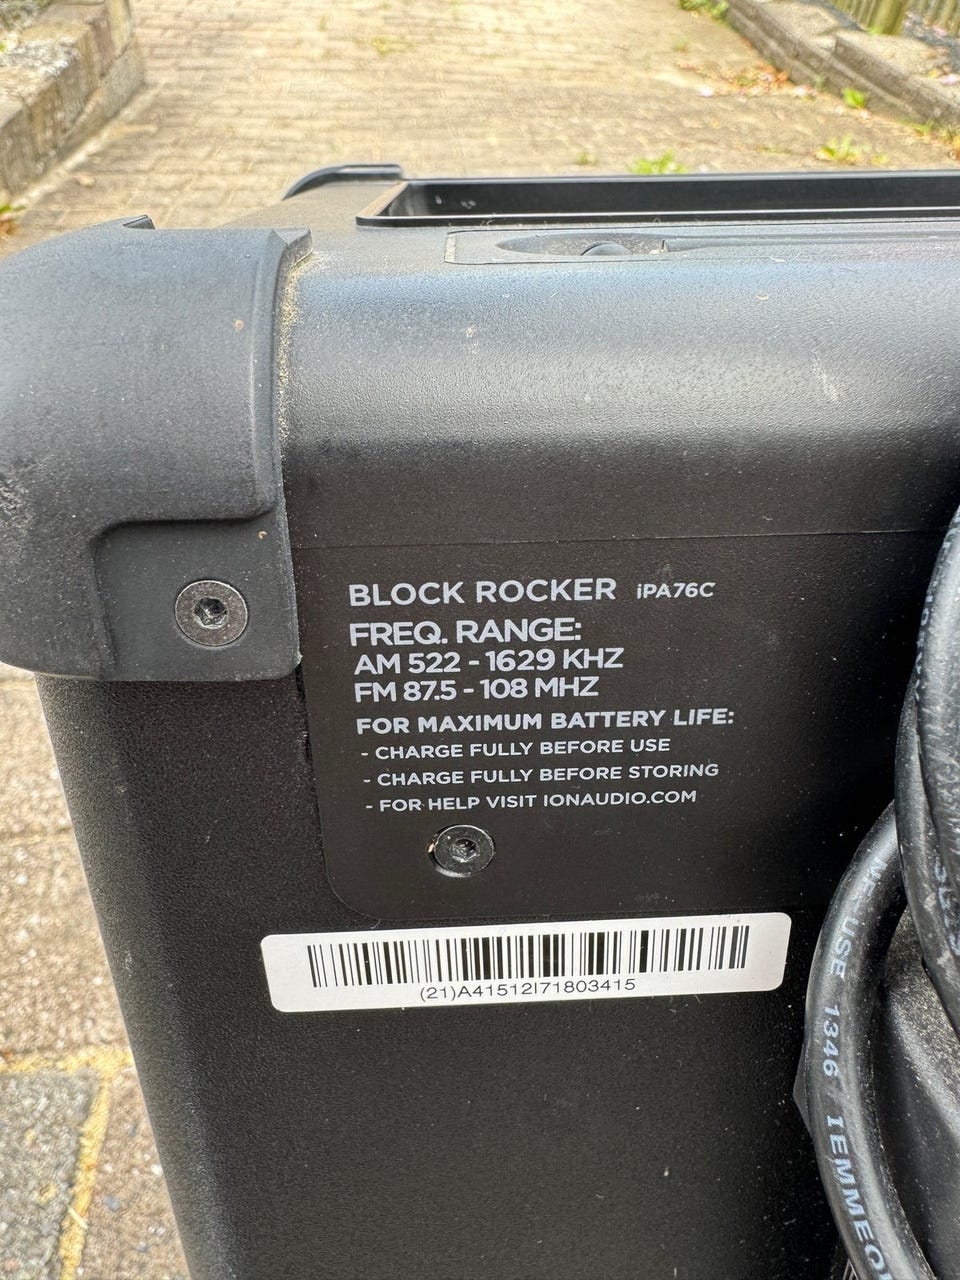 BLOCK ROCKER iPA76C
FREQ. RANGE:
AM 522 - 1629 KHZ
FM 87.5 - 108 MHZ
FOR MAXIMUM BATTERY LIFE:
- CHARGE FULLY BEFORE USE
- CHARGE FULLY BEFORE STORING
- FOR HELP VISIT IONAUDIO.COM
(21)A41512I71803415
USE 1346 / IEMMEQU